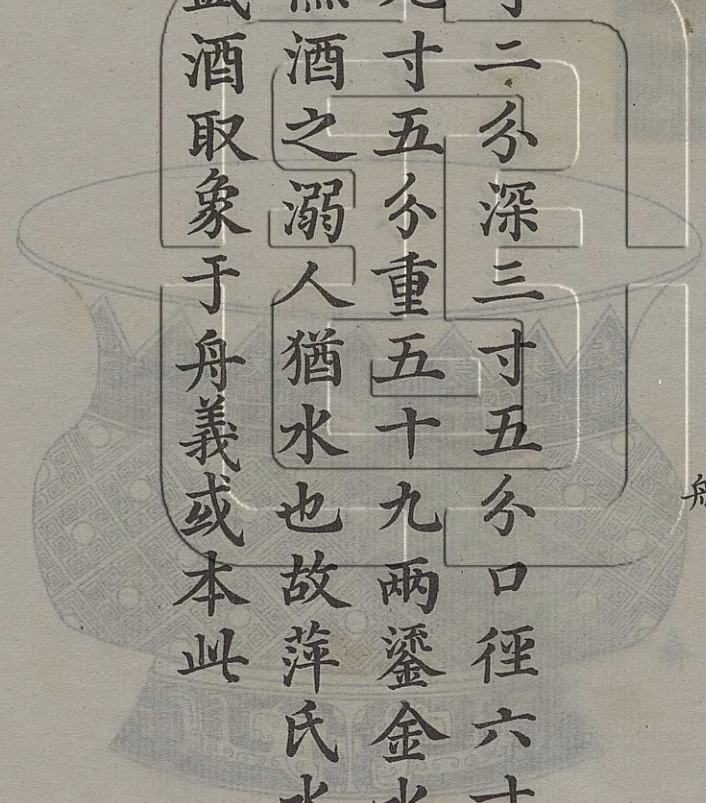 二分深三寸五分口徑六寸
寸五分重五十九兩鎏金
酒之溺人猶水也故萍氏
酒取象于舟義或本此